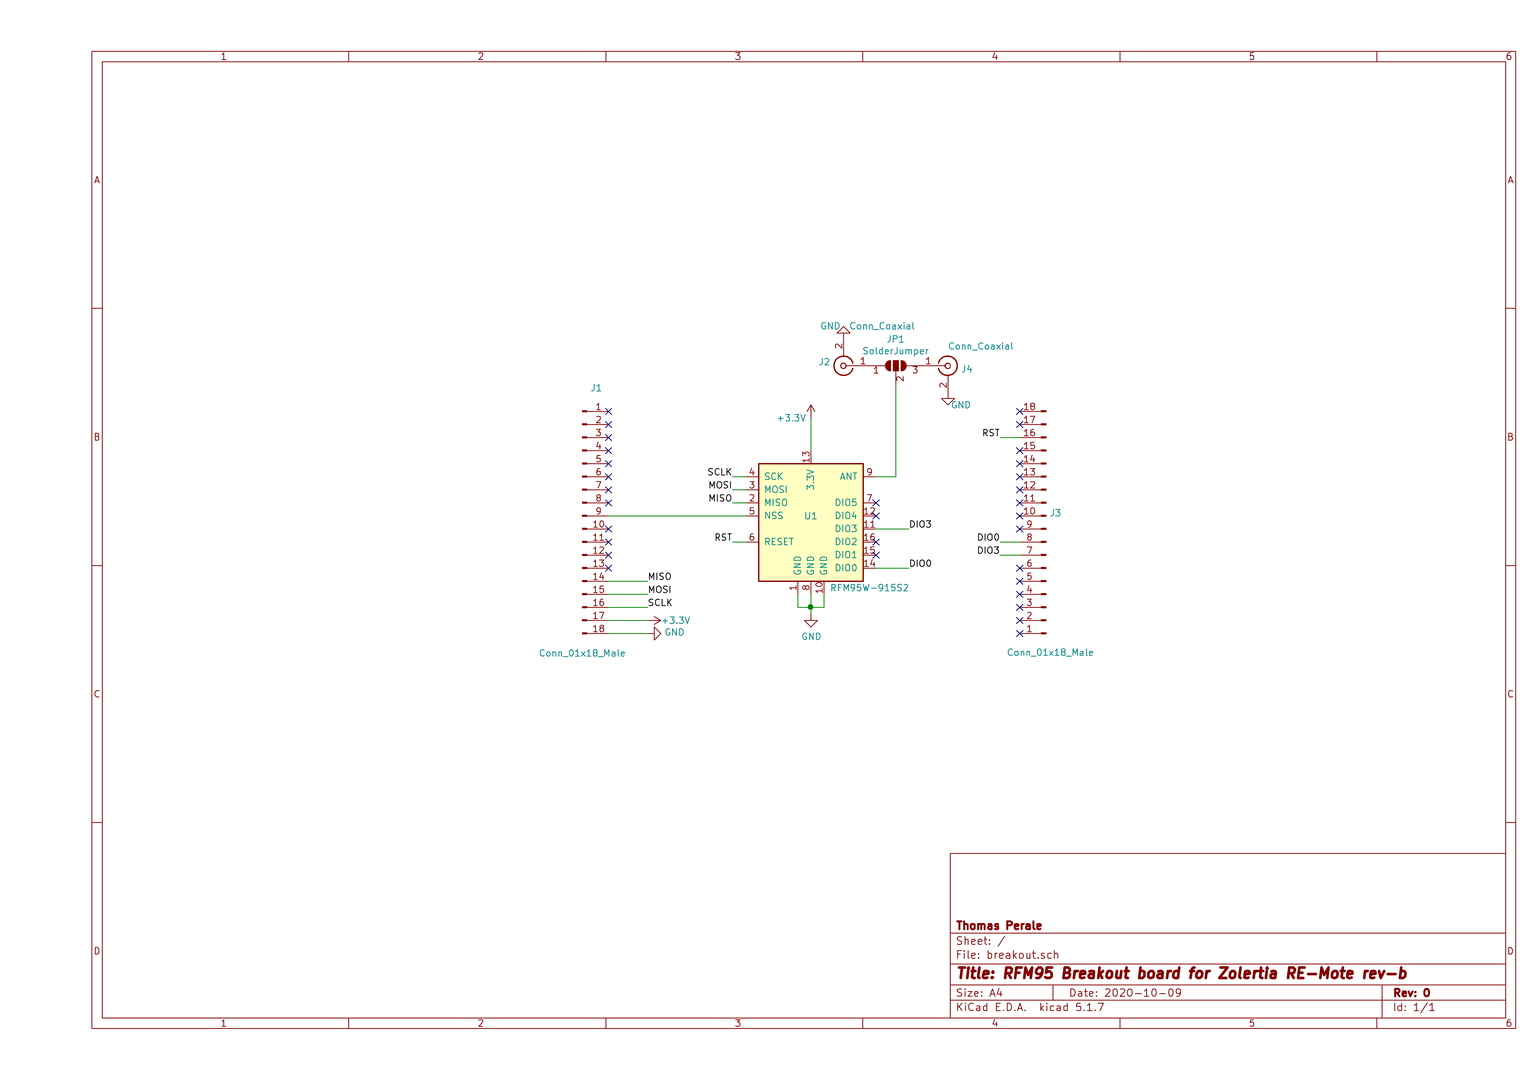 1 2 3 4 5 6
A A
GND Conn_Coaxial
JP1
SolderJumper
Conn_Coaxial
2
J2 1 1 2 3 1 J4
2
GND
J1
+3.3V
1 18
2 17
B B
3 RST 16
4 15
13
5 14
6 SCLK 4 SCK 3.3V ANT 9 13
7 MOSI 3 MOSI 12
8 MISO 2 MISO DIO5 7 11
9 5 NSS U1 DIO4 12 10 J3
10 DIO3 11 DIO3 9
11 RST 6 RESET DIO2 16 DIO0 8
12 DIO1 15 DIO3 7
13 GND GND GND DIO0 14 DIO0 6
14 MISO 1 8 10 RFM95W-915S2 5
15 MOSI 4
16 SCLK 3
17 +3.3V 2
18 GND GND 1
Conn_01x18_Male Conn_01x18_Male
C C
Thomas Perale
Sheet: /
File: breakout.sch
D D
Title: RFM95 Breakout board for Zolertia RE-Mote rev-b
Size: A4 Date: 2020-10-09 Rev: 0
KiCad E.D.A. kicad 5.1.7 Id: 1/1
1 2 3 4 5 6